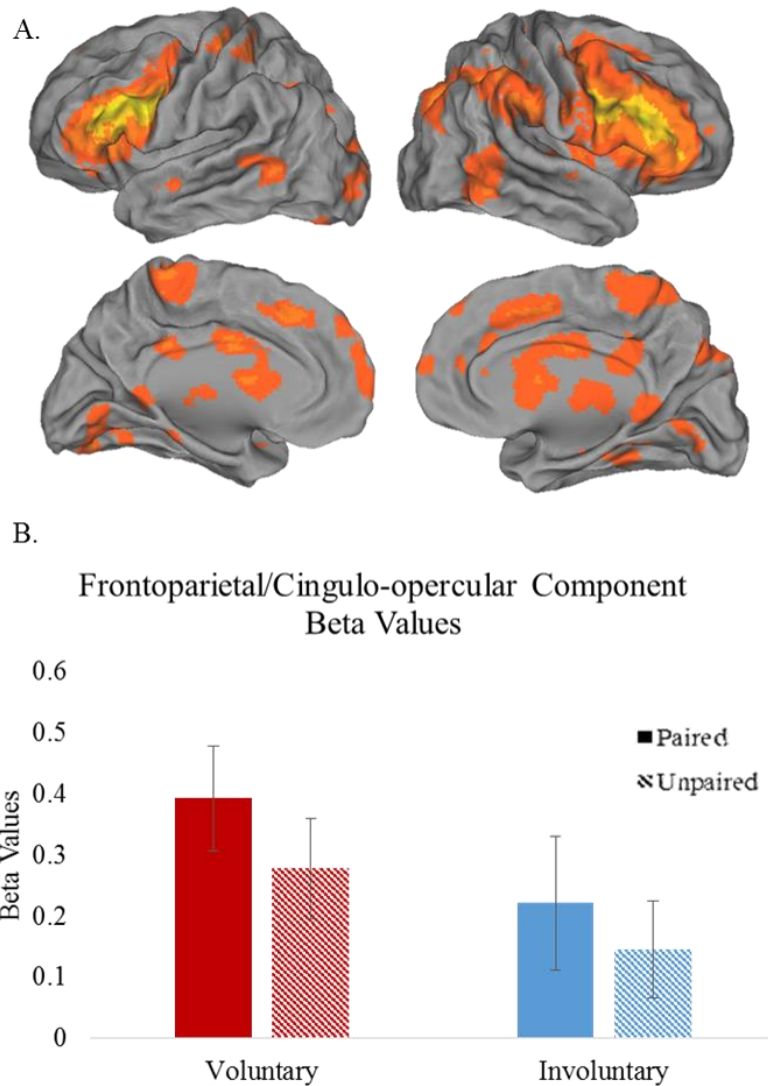 A.
B.
Frontoparietal/Cingulo-opercular Component
Beta Values
0.6
0.5
0.4
0.3
0.2
0.1
0
Beta Values
Paired
Unpaired
Voluntary
Involuntary